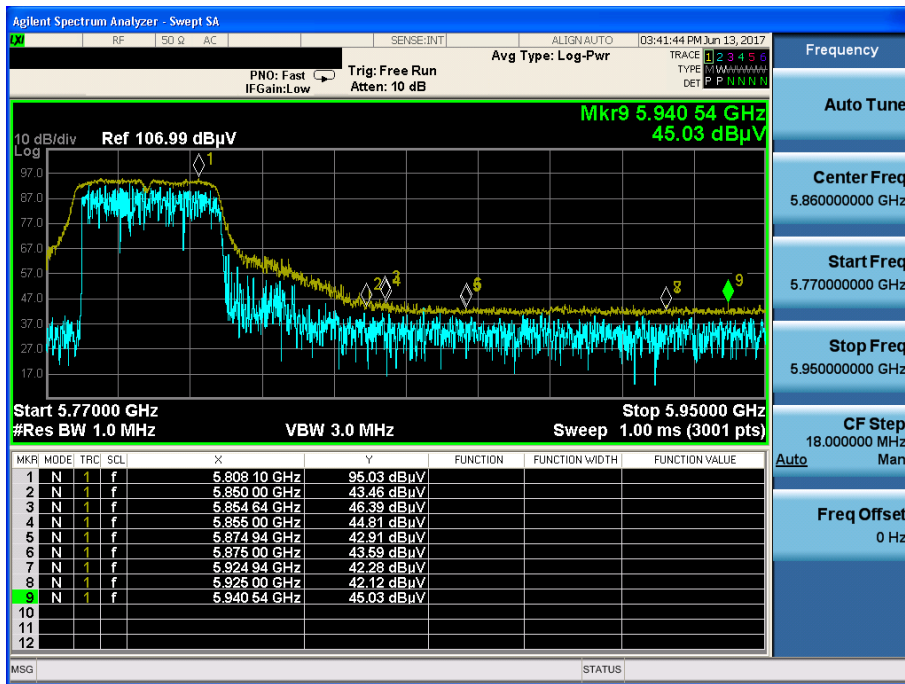 Agilent Spectrum Analyzer - Swept SA
LXI RF 50 Ω AC SENSE:INT ALIGN AUTO 03:41:44 PM Jun 13, 2017
Frequency
Avg Type: Log-Pwr
TRACE 1 2 3 4 5 6
PNO: Fast Trig: Free Run
TYPE M
IFGain:Low Atten: 10 dB
DET P P N N N N
Auto Tune
Mkr9 5.940 54 GHz
45.03 dBµV
10 dB/div Ref 106.99 dBµV
Log
97.0
87.0
77.0
67.0
57.0
47.0
37.0
27.0
17.0
1
2
9
Center Freq
5.860000000 GHz
Start Freq
5.770000000 GHz
Stop Freq
5.950000000 GHz
CF Step
18.000000 MHz
Auto Man
Freq Offset
0 Hz
Start 5.77000 GHz Stop 5.95000 GHz
#Res BW 1.0 MHz VBW 3.0 MHz Sweep 1.00 ms (3001 pts)
MKR MODE TRC SCL X Y FUNCTION FUNCTION WIDTH FUNCTION VALUE
1 N 1 f 5.808 10 GHz 95.03 dBµV
2 N 1 f 5.850 00 GHz 43.46 dBµV
3 N 1 f 5.854 64 GHz 46.39 dBµV
4 N 1 f 5.855 00 GHz 44.81 dBµV
5 N 1 f 5.874 94 GHz 42.91 dBµV
6 N 1 f 5.875 00 GHz 43.59 dBµV
7 N 1 f 5.924 94 GHz 42.28 dBµV
8 N 1 f 5.925 00 GHz 42.12 dBµV
9 N 1 f 5.940 54 GHz 45.03 dBµV
10
11
12
MSG STATUS